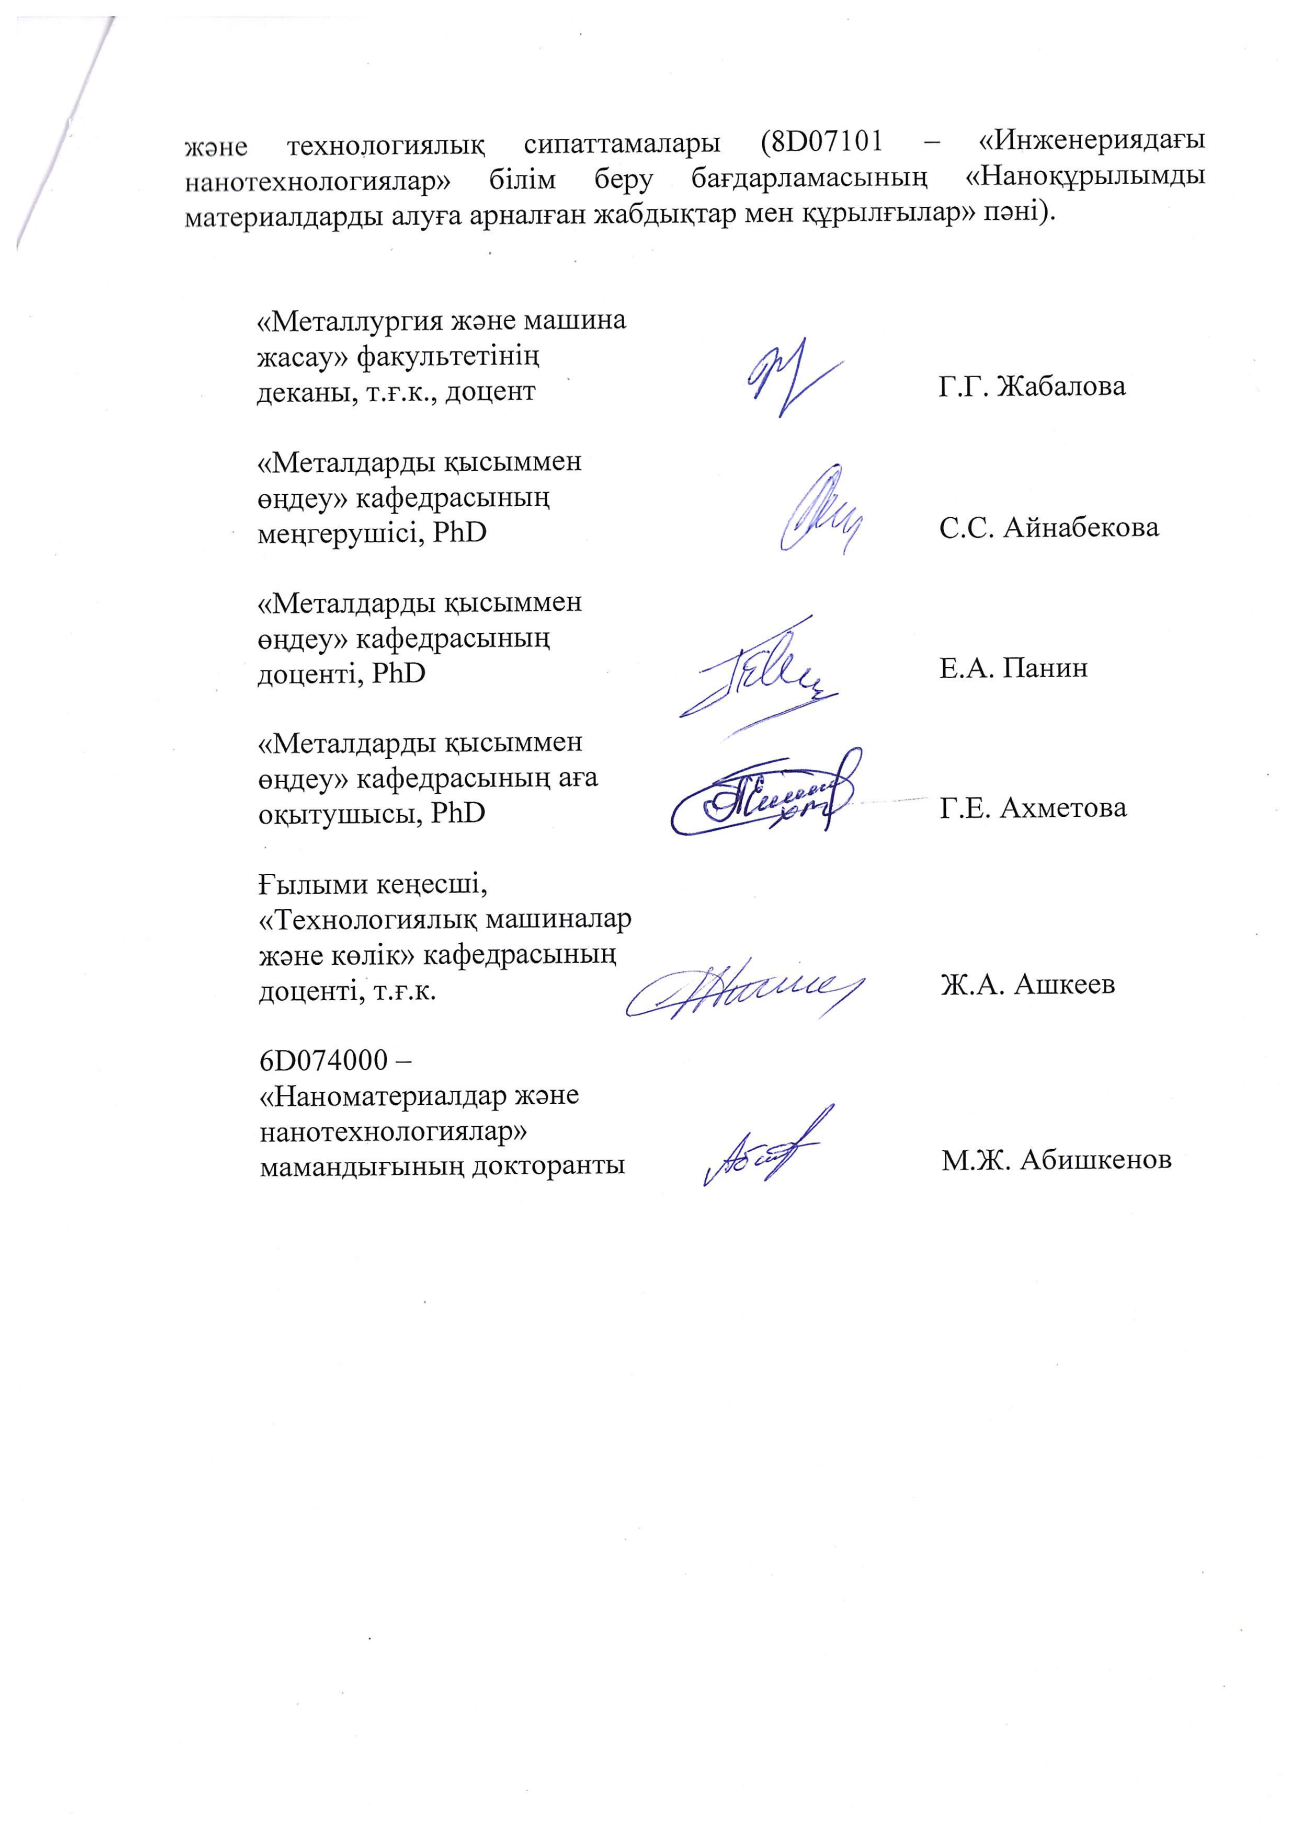 және технологиялық сипаттамалары (8D07101 – «Инженериядағы
нанотехнологиялар» білім беру бағдарламасының «Наноқұрылымды
материалдарды алуға арналған жабдықтар мен құрылғылар» пәні).
«Металлургия және машина
жасау» факультетінің
деканы, т.ғ.к., доцент
Г.Г. Жабалова
«Металдарды қысыммен
өңдеу» кафедрасының
меңгерушісі, PhD
С.С. Айнабекова
«Металдарды қысыммен
өңдеу» кафедрасының
доценті, PhD
Е.А. Панин
«Металдарды қысыммен
өңдеу» кафедрасының аға
оқытушысы, PhD
Г.Е. Ахметова
Ғылыми кеңесші,
«Технологиялық машиналар
және көлік» кафедрасының
доценті, т.ғ.к.
Ж.А. Ашкеев
6D074000 –
«Наноматериалдар және
нанотехнологиялар»
мамандығының докторанты
М.Ж. Абишкенов